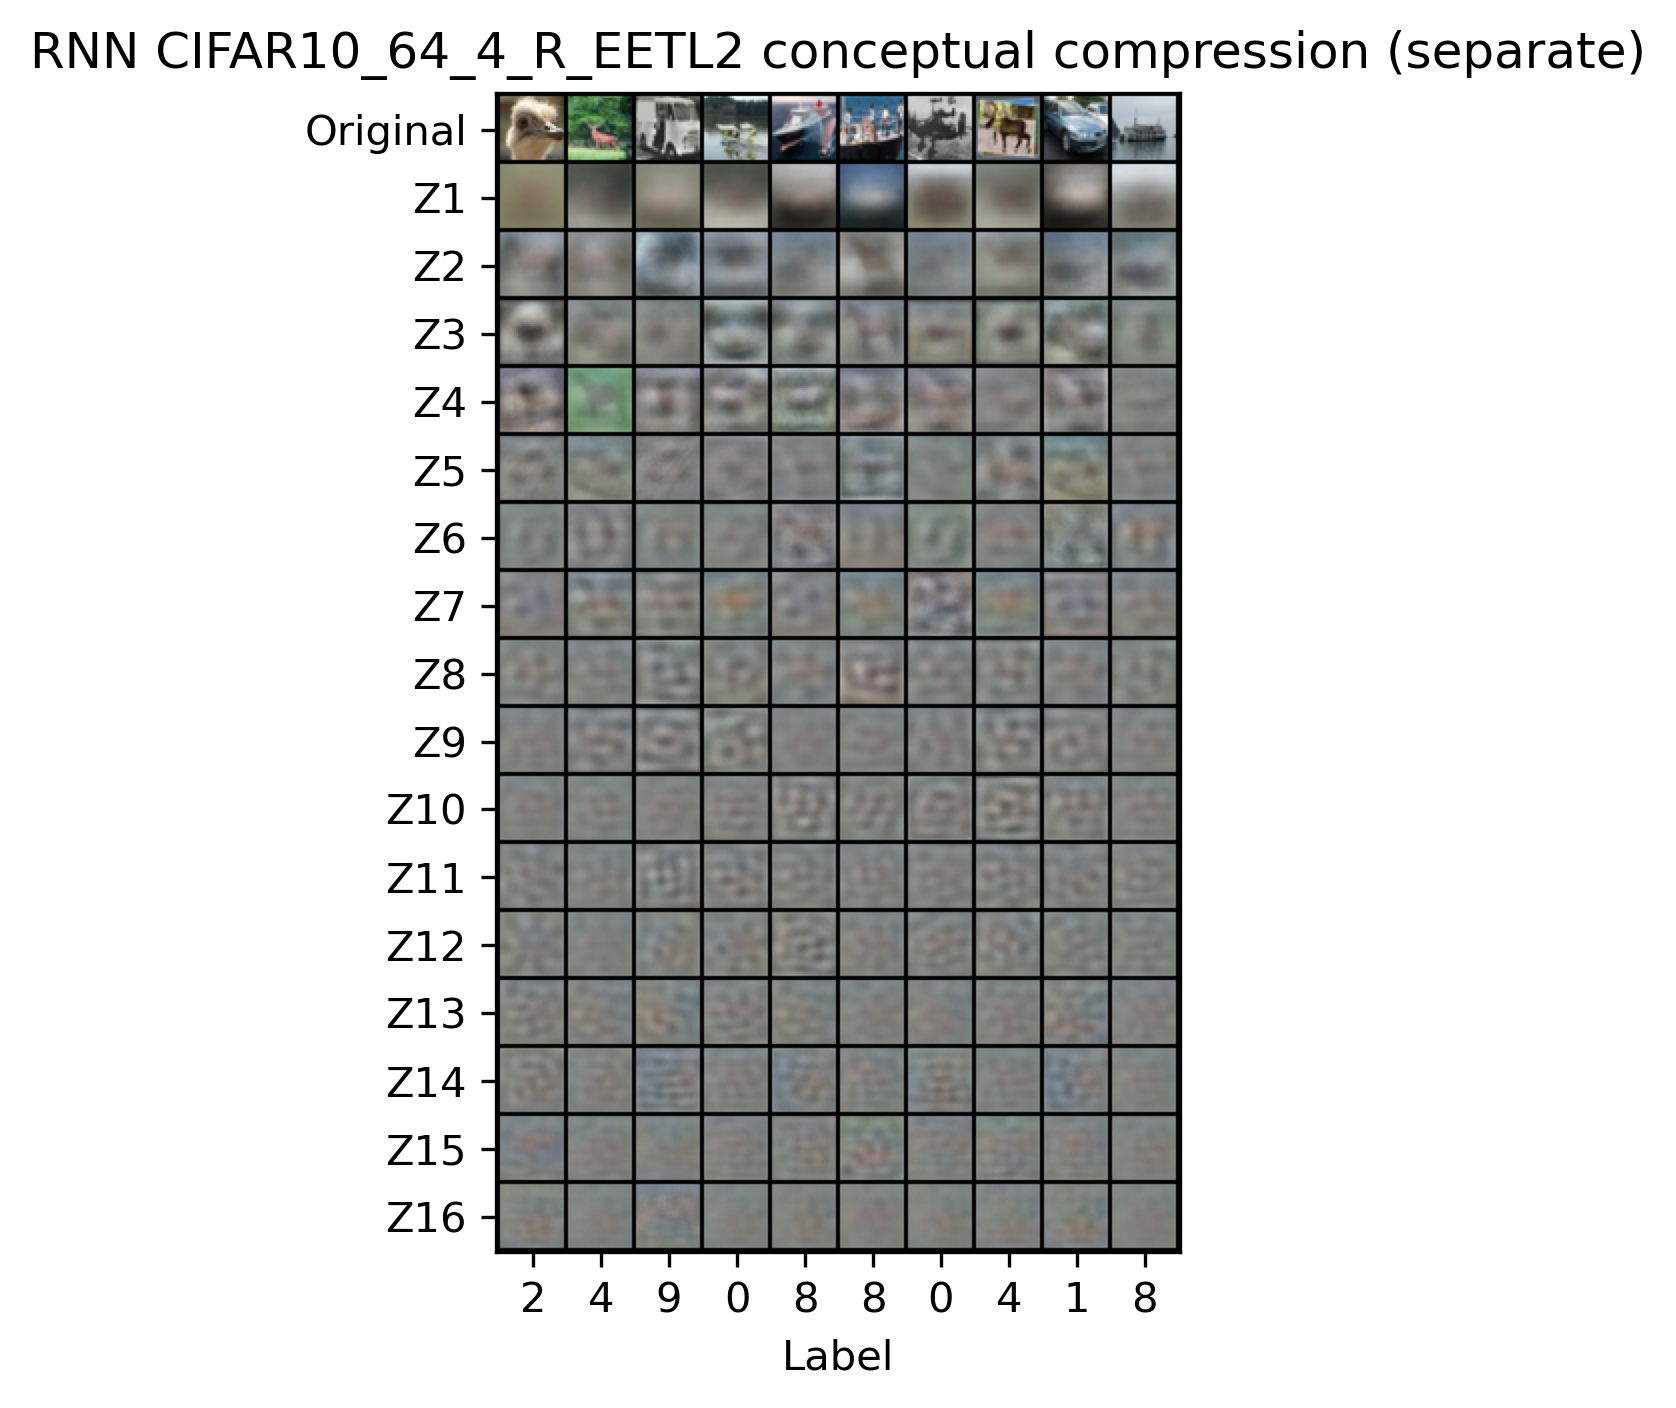 RNN CIFAR10_64_4_R_EETL2 conceptual compression (separate)
Original
Z1
Z2
Z3
Z4
Z5
Z6
Z7
Z8
Z9
Z10
Z11
Z12
Z13
Z14
Z15
Z16
2 4 9 0 8 8 0 4 1 8
Label